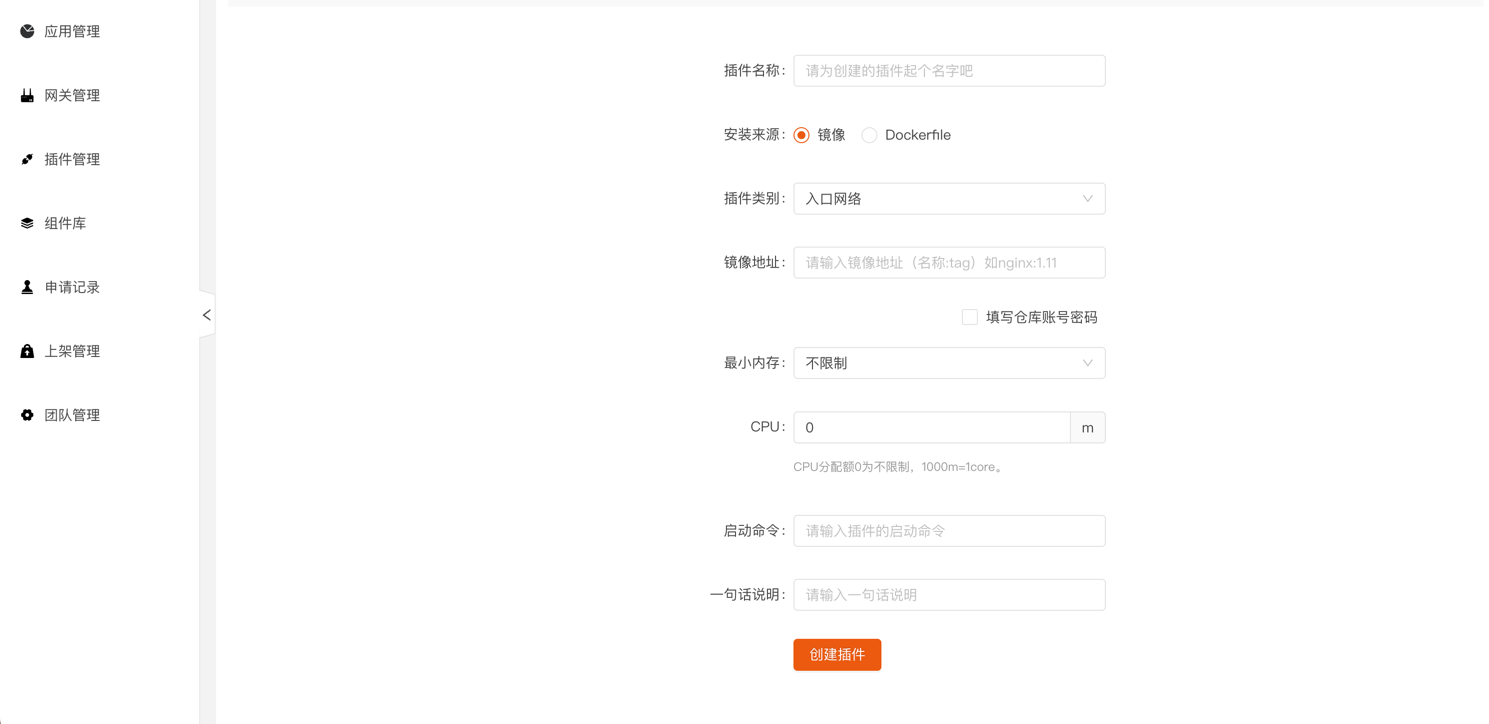 应用管理
网关管理
插件管理
组件库
申请记录
上架管理
团队管理
插件名称: 请为创建的插件起个名字吧
安装来源: 镜像 Dockerfile
插件类别: 入口网络
镜像地址: 请输入镜像地址（名称:tag）如nginx:1.11
填写仓库账号密码
最小内存: 不限制
CPU: 0 m
CPU分配额0为不限制，1000m=1core。
启动命令: 请输入插件的启动命令
一句话说明: 请输入一句话说明
创建插件